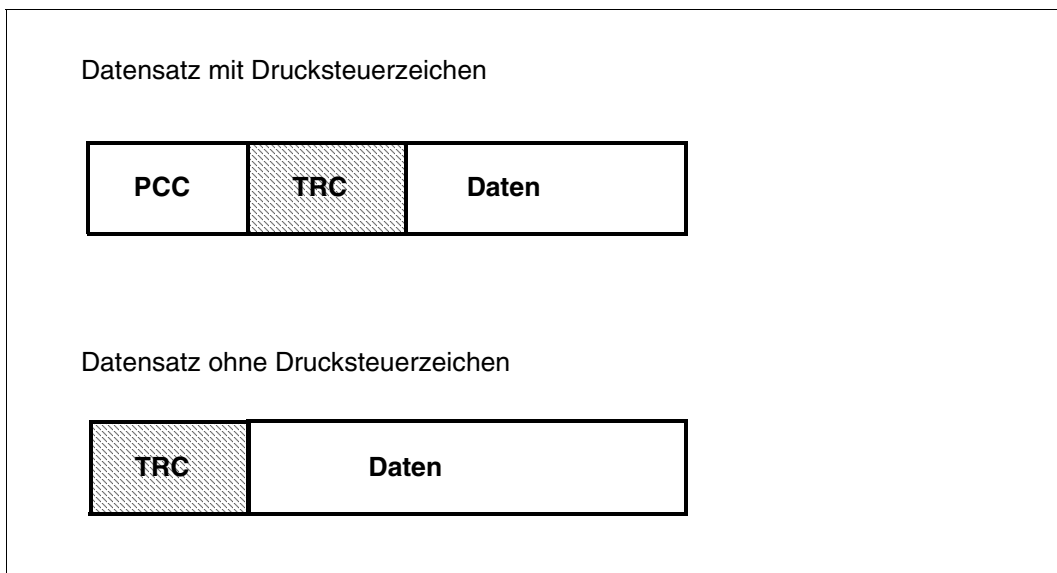 Datensatz mit Drucksteuerzeichen
PCC TRC Daten
Datensatz ohne Drucksteuerzeichen
TRC Daten